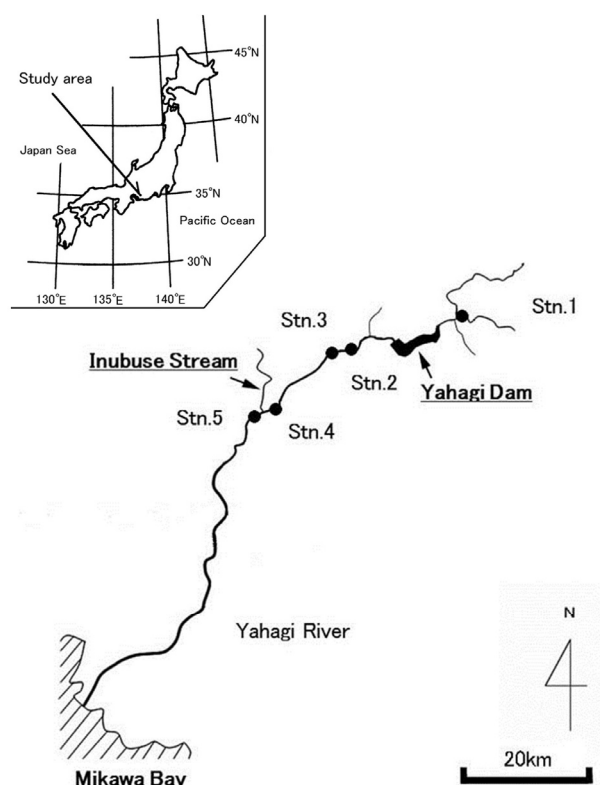 45°N
Study area
40°N
Japan Sea
35°N
Pacific Ocean
30°N
130°E 135°E 140°E
Stn.1
Stn.3
Inubuse Stream
Stn.2
Yahagi Dam
Stn.5
Stn.4
N
Yahagi River
20km
Mikawa Bay